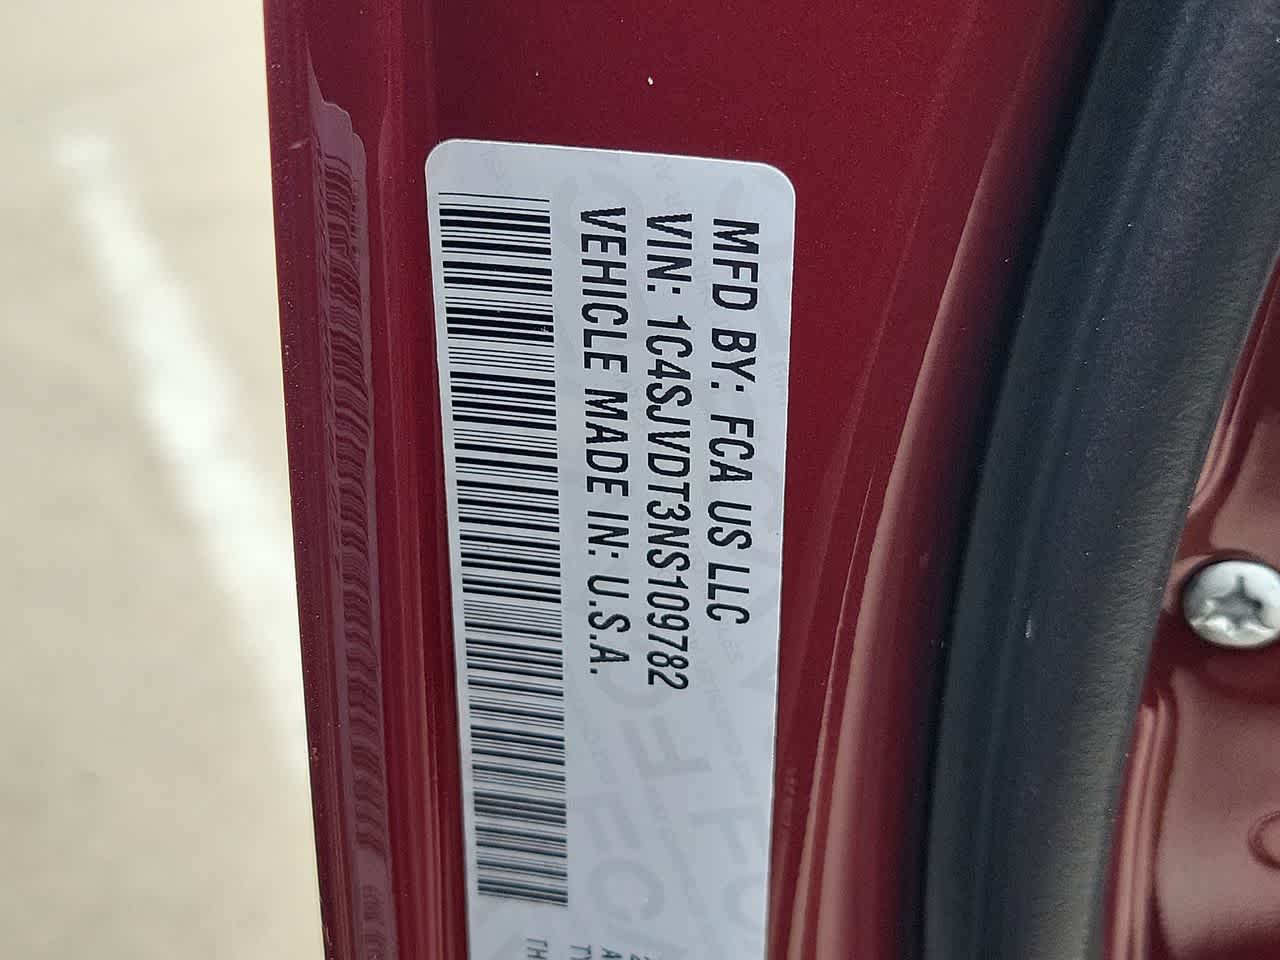 MFD BY: FCA US LLC
VIN: 1C4SJVDT3NS109782
VEHICLE MADE IN: U.S.A.